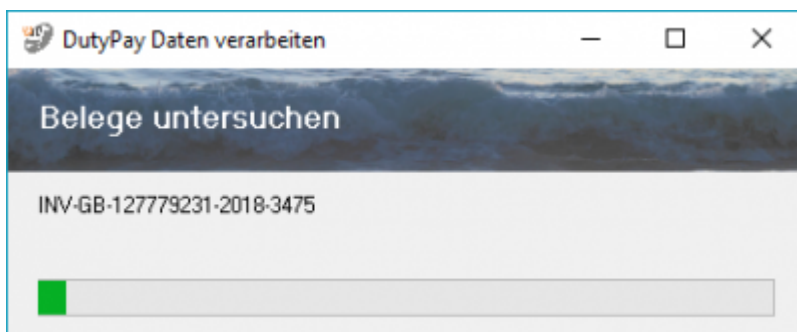 DutyPay Daten verarbeiten
Belege untersuchen
INV-GB-127779231-2018-3475